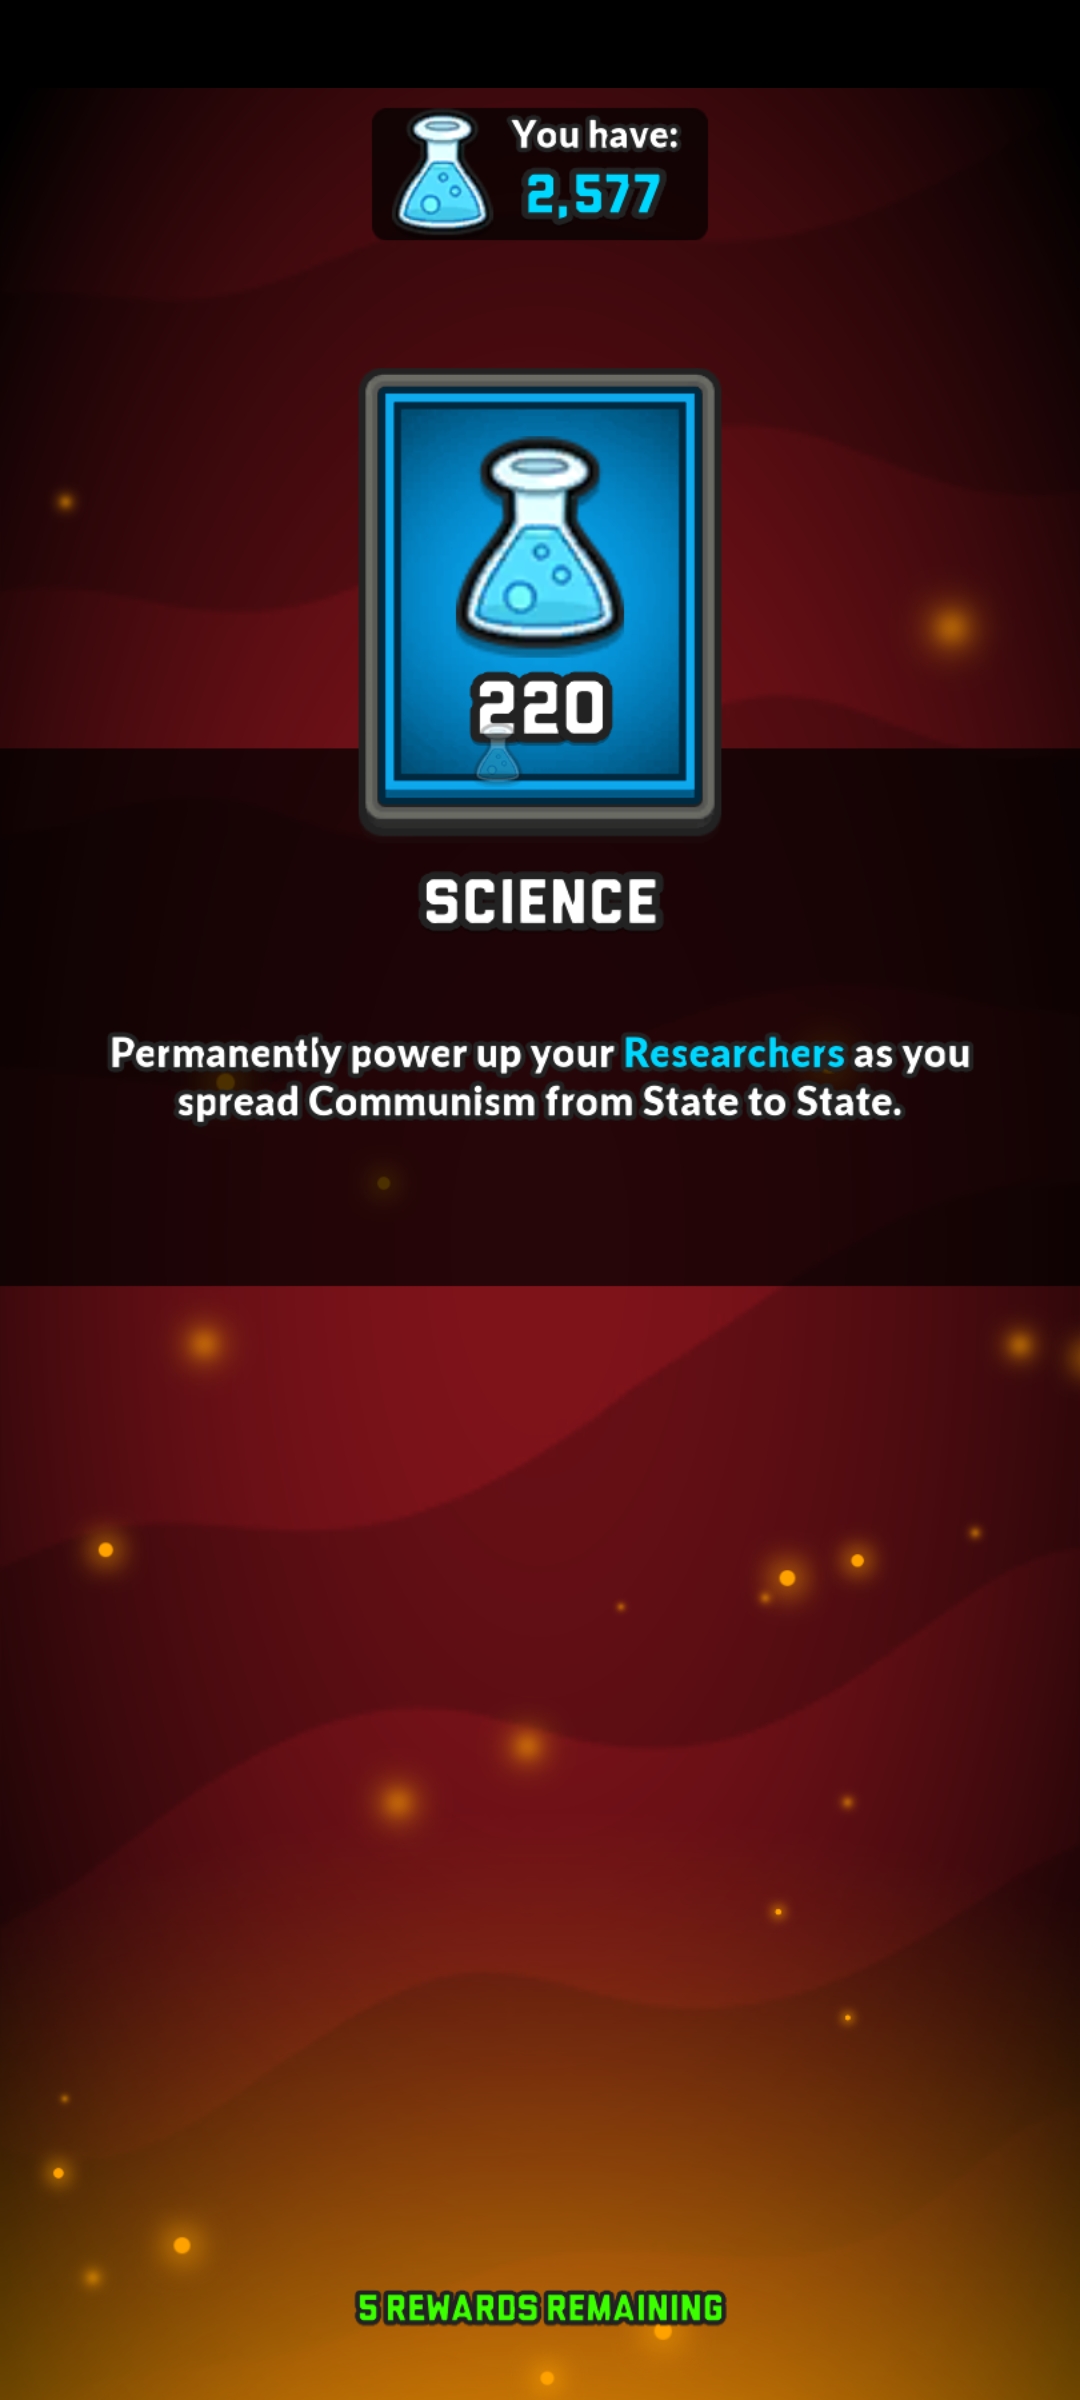 You have:
2,577
220
SCIENCE
Permanently power up your Researchers as you
spread Communism from State to State.
5 REWARDS REMAINING